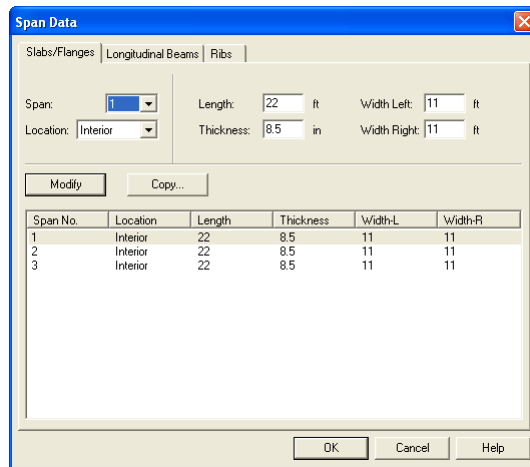 Span Data
Slabs/Flanges Longitudinal Beams Ribs
Span: 1 Length: 22 ft Width Left: 11 ft
Location: Interior Thickness: 8.5 in Width Right: 11 ft
Modify Copy...
Span No. Location Length Thickness Width-L Width-R
1 Interior 22 8.5 11 11
2 Interior 22 8.5 11 11
3 Interior 22 8.5 11 11
OK Cancel Help